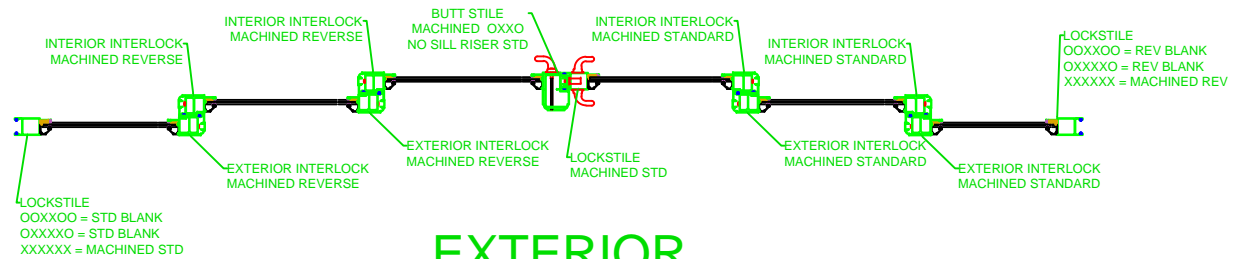 INTERIOR INTERLOCK
MACHINED REVERSE
INTERIOR INTERLOCK
MACHINED REVERSE
BUTT STILE
MACHINED OXXO
NO SILL RISER STD
INTERIOR INTERLOCK
MACHINED STANDARD
INTERIOR INTERLOCK
MACHINED STANDARD
LOCKSTILE
OOXXOO = REV BLANK
OXXXXO = REV BLANK
XXXXXX = MACHINED REV
LOCKSTILE
OOXXOO = STD BLANK
OXXXXO = STD BLANK
XXXXXX = MACHINED STD
EXTERIOR INTERLOCK
MACHINED REVERSE
EXTERIOR INTERLOCK
MACHINED REVERSE
LOCKSTILE
MACHINED STD
EXTERIOR INTERLOCK
MACHINED STANDARD
EXTERIOR INTERLOCK
MACHINED STANDARD
EXTERIOR